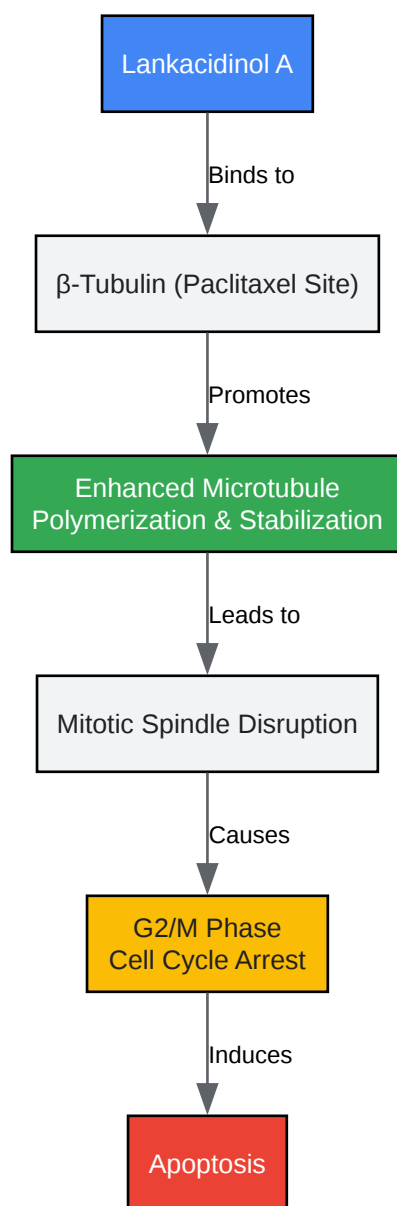 Lankacidinol A
Binds to
β-Tubulin (Paclitaxel Site)
Promotes
Enhanced Microtubule
Polymerization & Stabilization
Leads to
Mitotic Spindle Disruption
Causes
G2/M Phase
Cell Cycle Arrest
Induces
Apoptosis